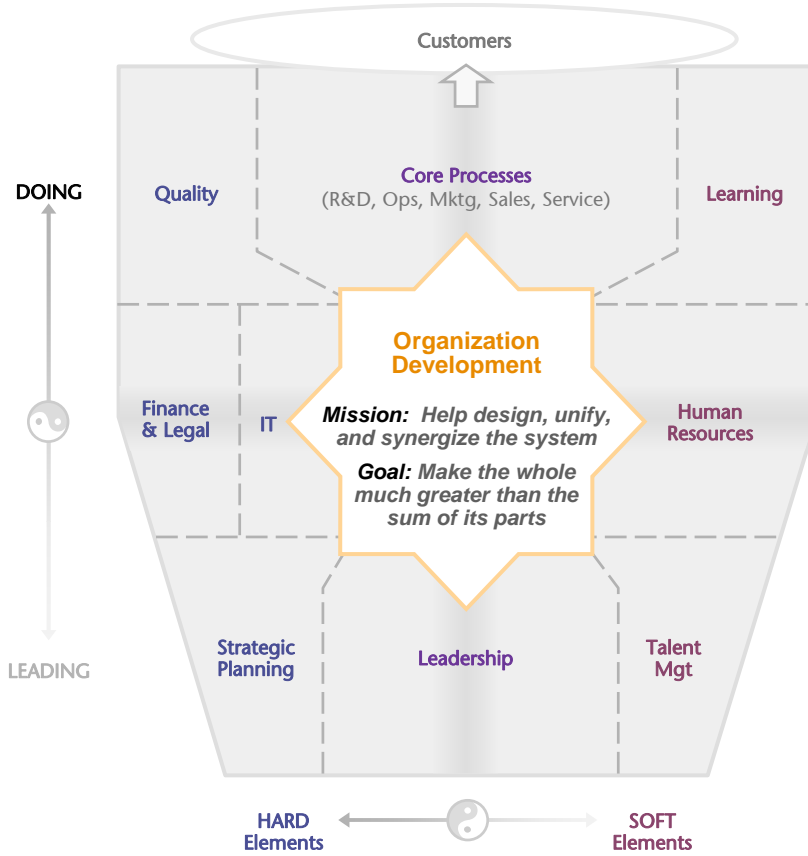 Customers
DOING
Quality
Core Processes
(R&D, Ops, Mktg, Sales, Service)
Learning
Organization
Development
Mission: Help design, unify,
and synergize the system
Goal: Make the whole
much greater than the
sum of its parts
Finance
& Legal
IT
Human
Resources
LEADING
Strategic
Planning
Leadership
Talent
Mgt
HARD
Elements
SOFT
Elements